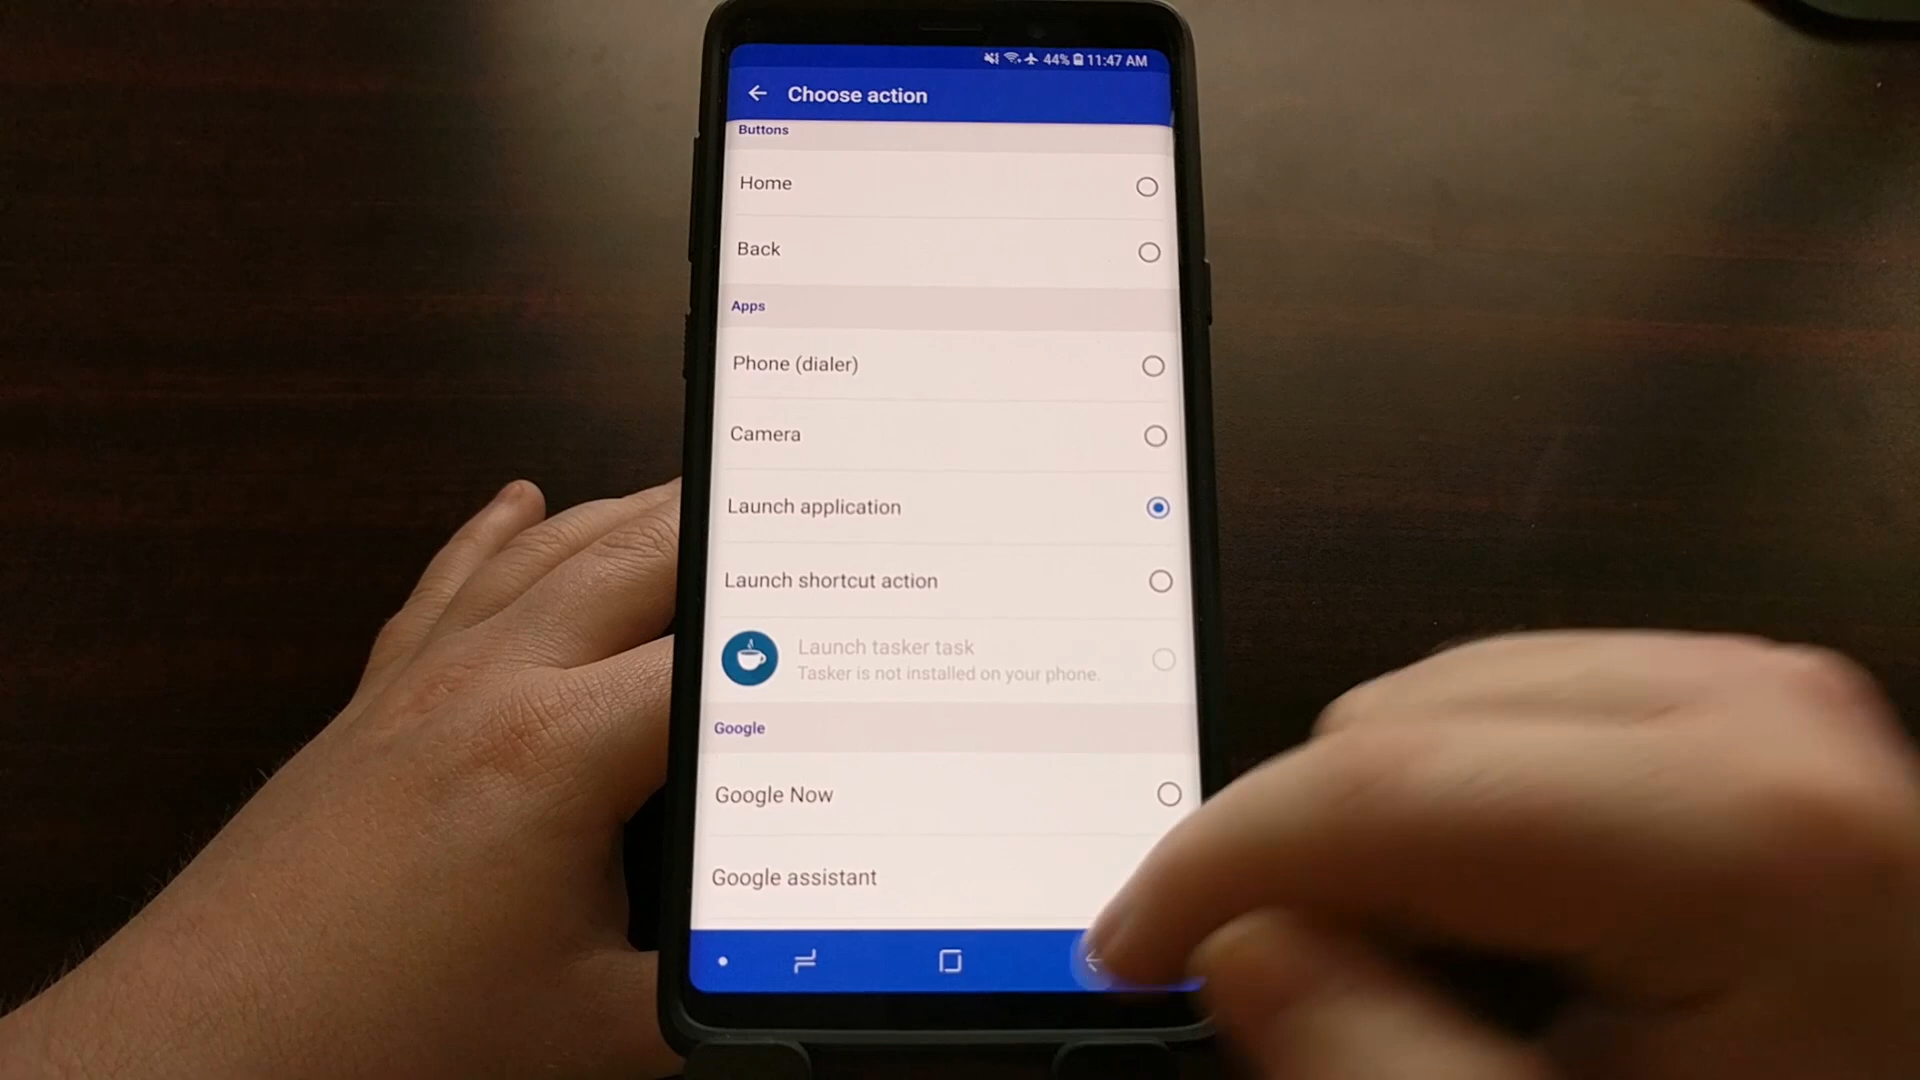 44% 11:47 AM
Choose action
Buttons
Home
Back
Apps
Phone (dialer)
Camera
Launch application
Launch shortcut action
Launch tasker task
Tasker is not installed on your phone.
Google
Google Now
Google assistant